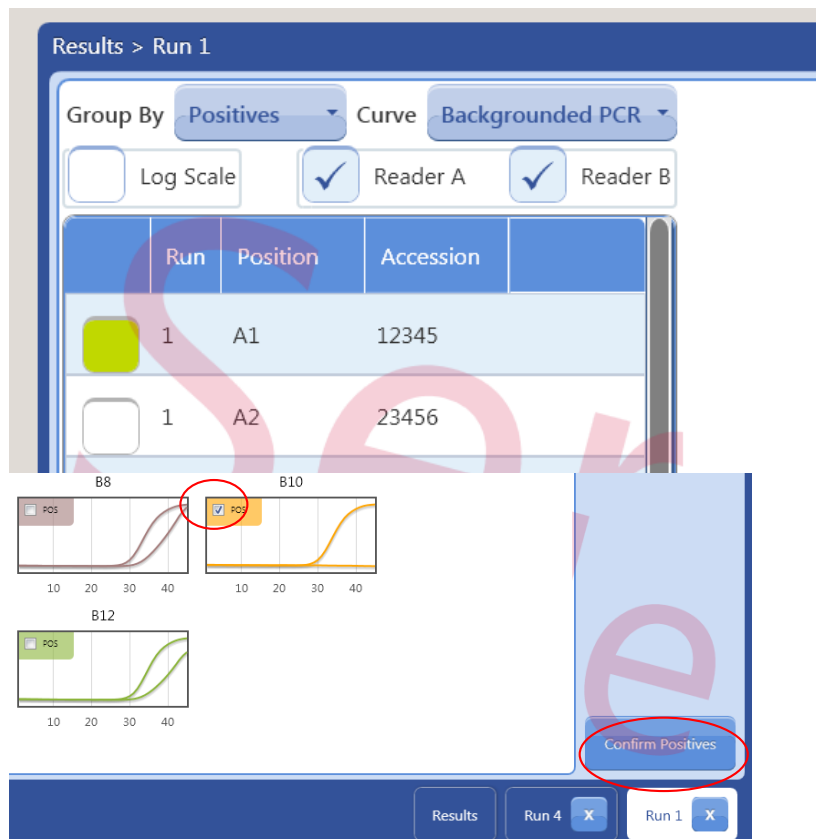 Results > Run 1
Group By Positives Curve Backgrounded PCR
Log Scale Reader A Reader B
Run Position Accession
1 A1 12345
1 A2 23456
B8 B10
POS POS
10 20 30 40 10 20 30 40
B12
POS
10 20 30 40
Confirm Positives
Results Run 4 X Run 1 X